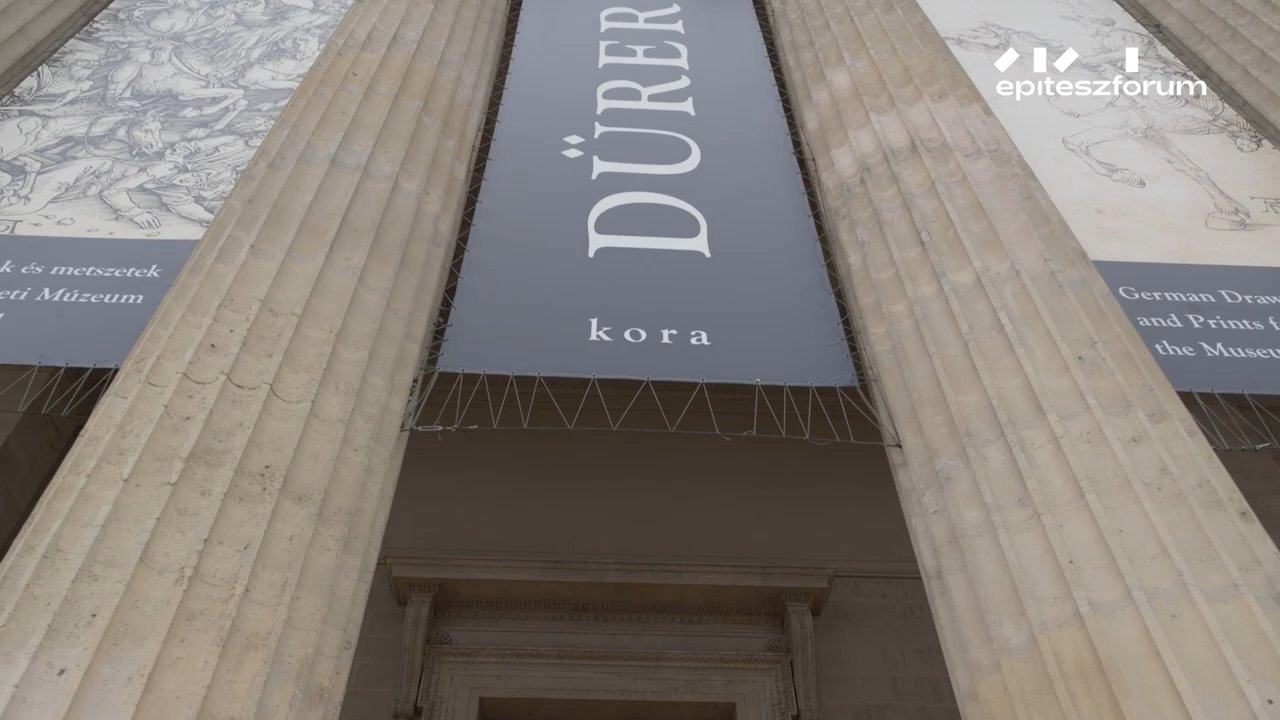 epiteszforum
DÜRER
kora
k és metszetek
eti Múzeum
German Draw
and Prints f
the Museu